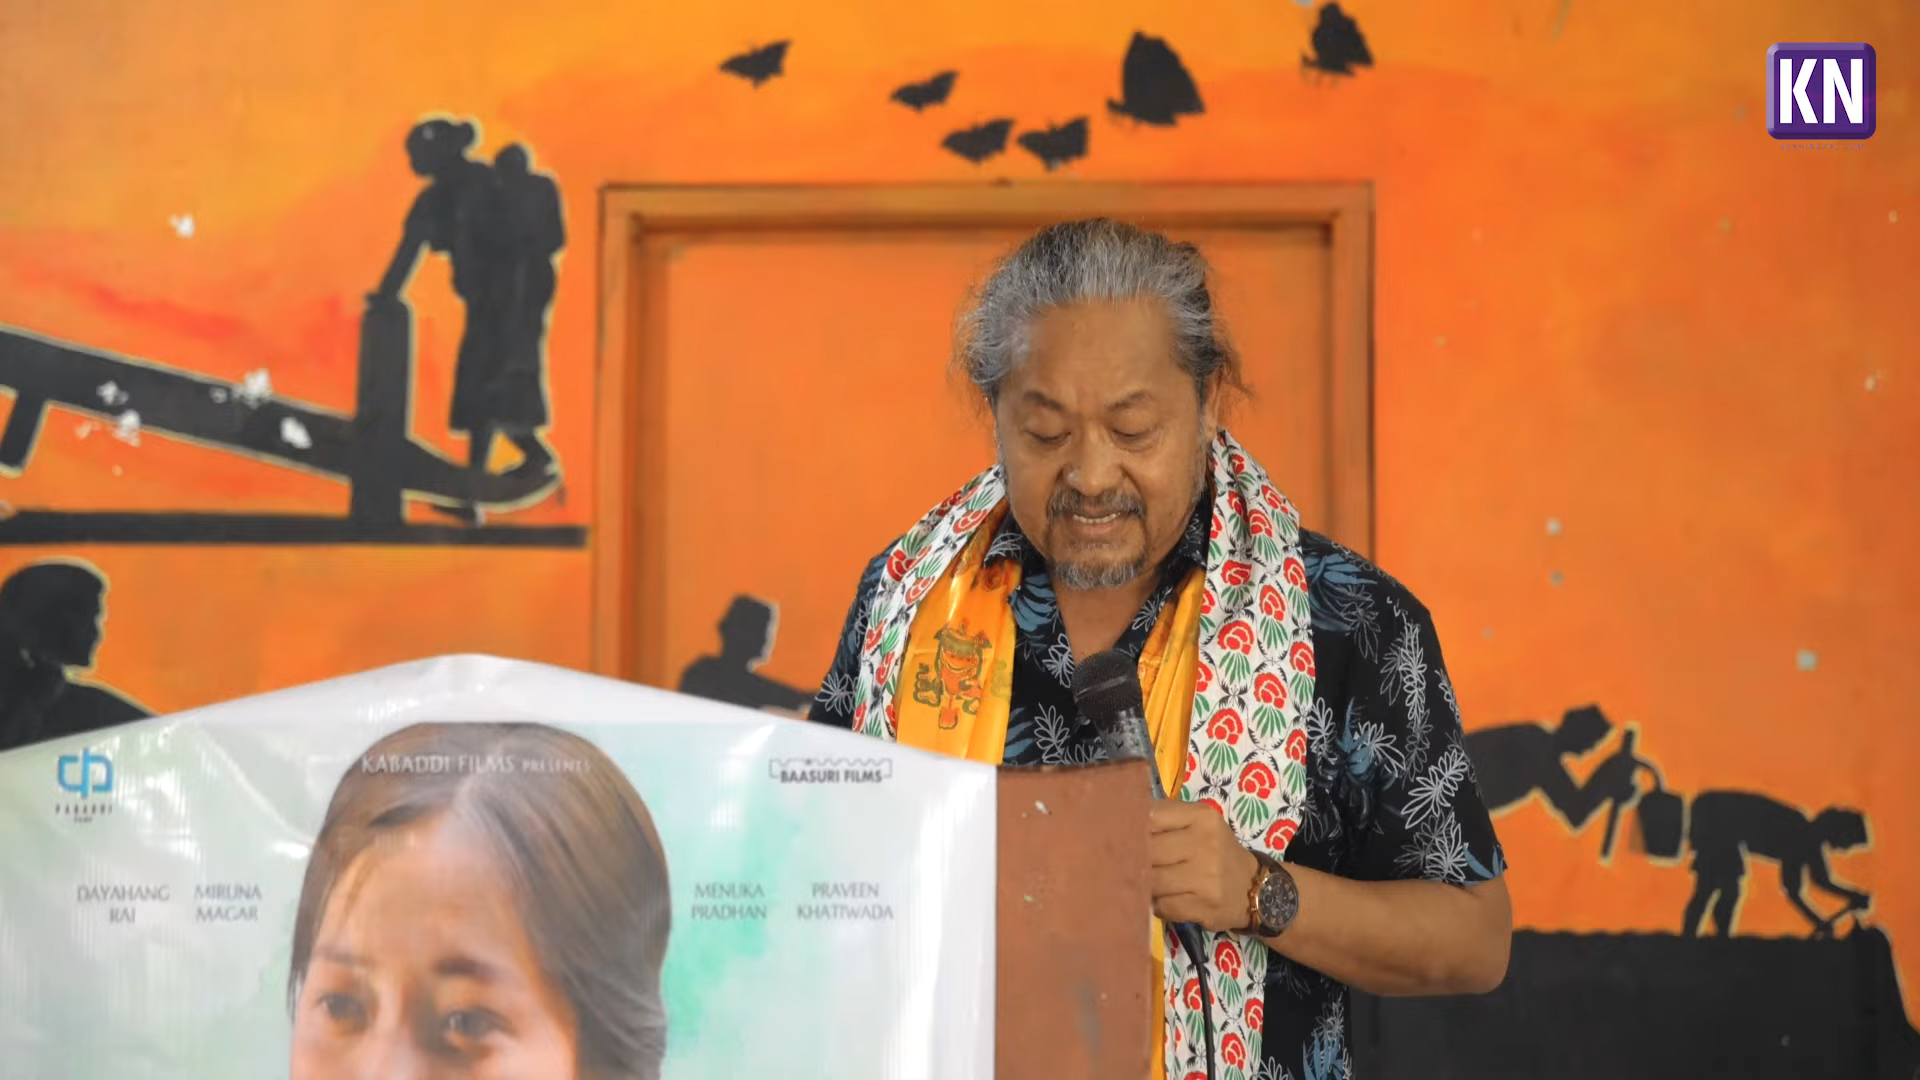 KN
KABADDI FILMS PRESENTS
BAASURI FILMS
DAYAHANG
RAI
MIRUNA
MAGAR
MENUKA
PRADHAN
PRAVEEN
KHATIWADA